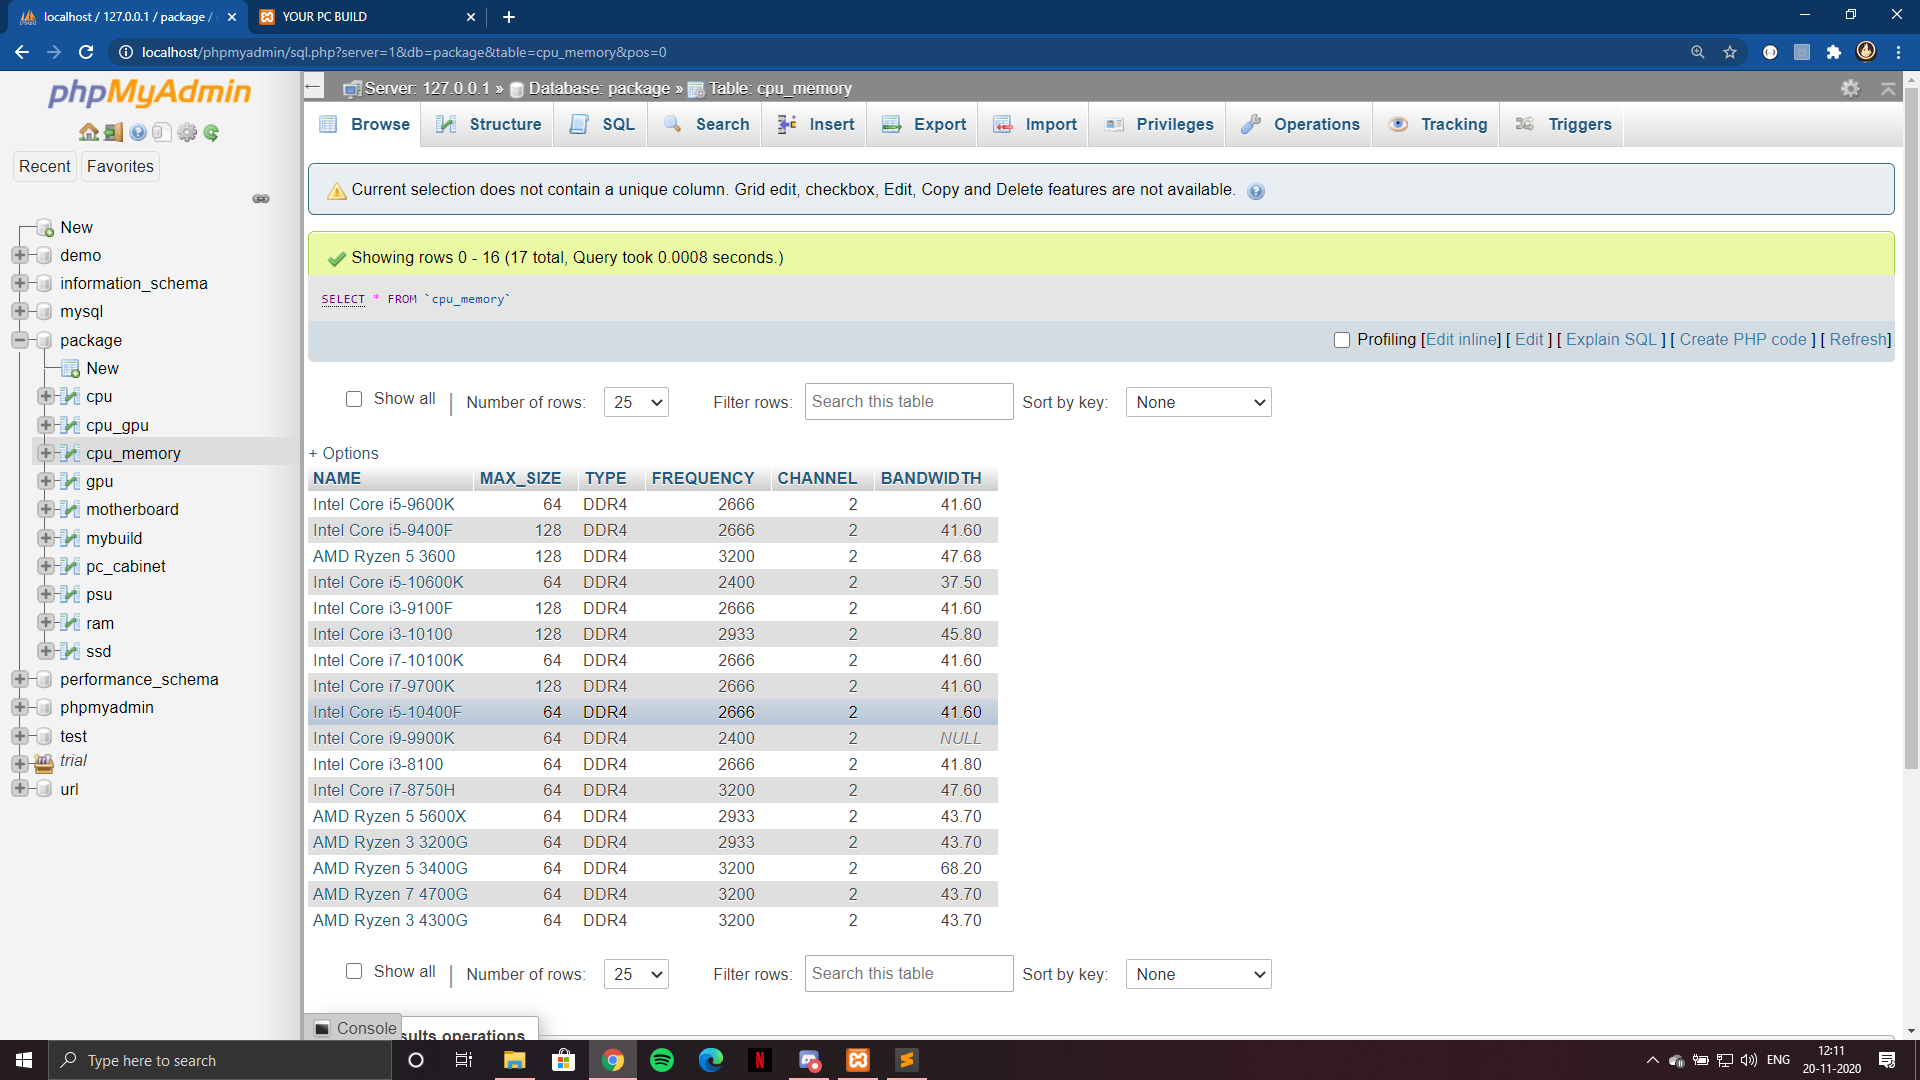 localhost / 127.0.0.1 / package /
YOUR PC BUILD
localhost/phpmyadmin/sql.php?server=1&db=package&table=cpu_memory&pos=0
phpMyAdmin
Recent
Favorites
New
demo
information_schema
mysql
package
New
cpu
cpu_gpu
cpu_memory
gpu
motherboard
mybuild
pc_cabinet
psu
ram
ssd
performance_schema
phpmyadmin
test
trial
url
Server: 127.0.0.1 » Database: package » Table: cpu_memory
Browse Structure SQL Search Insert Export Import Privileges Operations Tracking Triggers
Current selection does not contain a unique column. Grid edit, checkbox, Edit, Copy and Delete features are not available.
Showing rows 0 - 16 (17 total, Query took 0.0008 seconds.)
SELECT * FROM `cpu_memory`
Profiling [Edit inline] [ Edit ] [ Explain SQL ] [ Create PHP code ] [ Refresh]
Show all | Number of rows: 25 Filter rows: Search this table Sort by key: None
+ Options
NAME MAX_SIZE TYPE FREQUENCY CHANNEL BANDWIDTH
Intel Core i5-9600K 64 DDR4 2666 2 41.60
Intel Core i5-9400F 128 DDR4 2666 2 41.60
AMD Ryzen 5 3600 128 DDR4 3200 2 47.68
Intel Core i5-10600K 64 DDR4 2400 2 37.50
Intel Core i3-9100F 128 DDR4 2666 2 41.60
Intel Core i3-10100 128 DDR4 2933 2 45.80
Intel Core i7-10100K 64 DDR4 2666 2 41.60
Intel Core i7-9700K 128 DDR4 2666 2 41.60
Intel Core i5-10400F 64 DDR4 2666 2 41.60
Intel Core i9-9900K 64 DDR4 2400 2 NULL
Intel Core i3-8100 64 DDR4 2666 2 41.80
Intel Core i7-8750H 64 DDR4 3200 2 47.60
AMD Ryzen 5 5600X 64 DDR4 2933 2 43.70
AMD Ryzen 3 3200G 64 DDR4 2933 2 43.70
AMD Ryzen 5 3400G 64 DDR4 3200 2 68.20
AMD Ryzen 7 4700G 64 DDR4 3200 2 43.70
AMD Ryzen 3 4300G 64 DDR4 3200 2 43.70
Show all | Number of rows: 25 Filter rows: Search this table Sort by key: None
Console
operations
Type here to search
ENG
12:11
20-11-2020